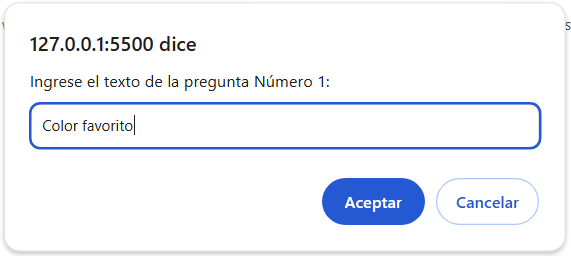 127.0.0.1:5500 dice
Ingrese el texto de la pregunta Número 1:
Color favorito
Aceptar
Cancelar